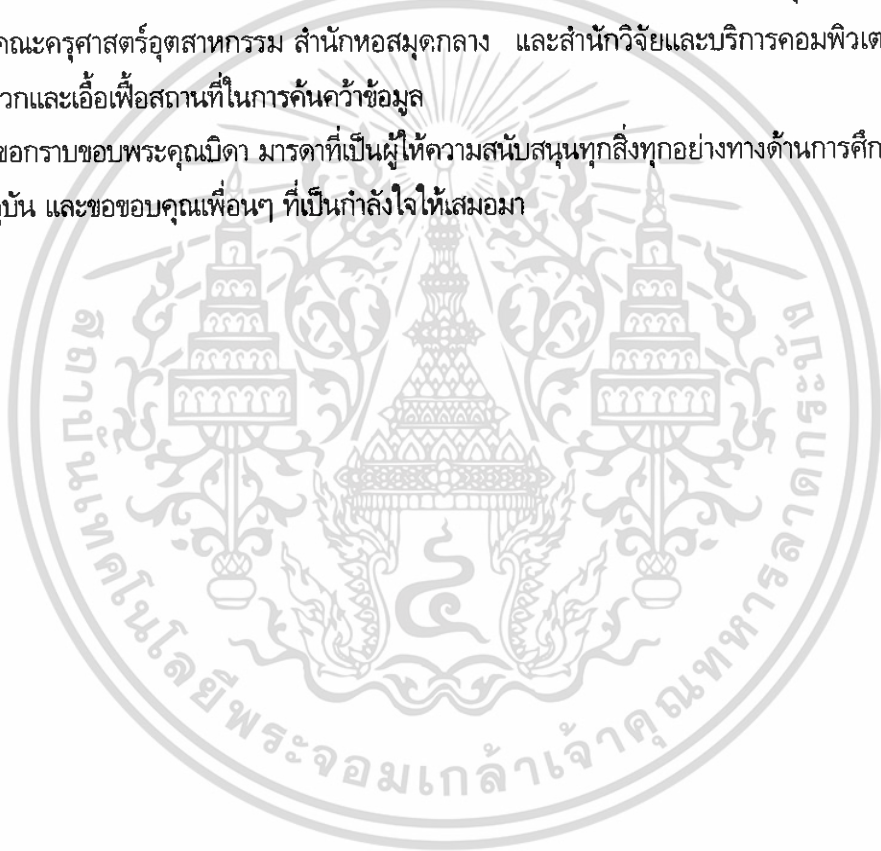 คณะครุศาสตร์อุตสาหกรรม สำนักหอสมุดกลาง และสำนักวิจัยและบริการคอมพิวเต
วกและเอื้อเฟื้อสถานที่ในการค้นคว้าข้อมูล
ขอกราบขอบพระคุณบิดา มารดาที่เป็นผู้ให้ความสนับสนุนทุกสิ่งทุกอย่างทางด้านการศึก
ุบัน และขอขอบคุณเพื่อนๆ ที่เป็นกำลังใจให้เสมอมา
สถาบันเทคโนโลยีพระจอมเกล้าเจ้าคุณทหารลาดกระบัง
๔